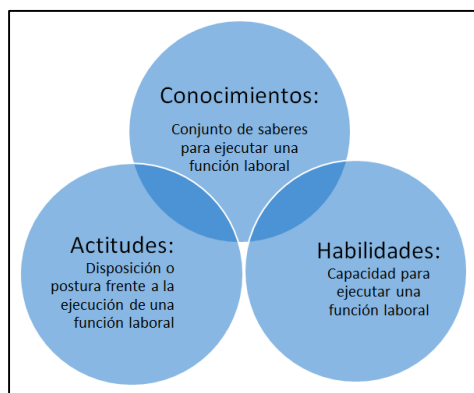 Conocimientos:
Conjunto de saberes
para ejecutar una
función laboral
Actitudes:
Disposición o
postura frente a la
ejecución de una
función laboral
Habilidades:
Capacidad para
ejecutar una
función laboral